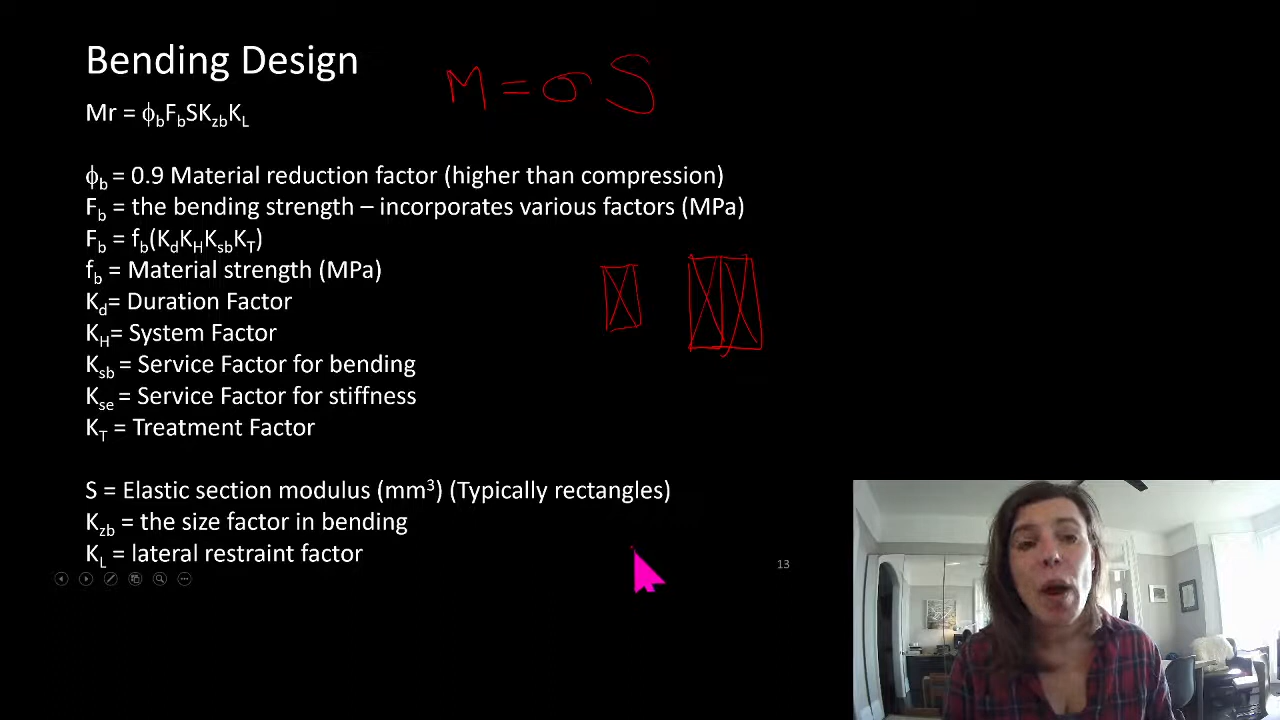 Bending Design
M = σ S
Mr = ϕbFbSKzbKL
ϕb = 0.9 Material reduction factor (higher than compression)
Fb = the bending strength – incorporates various factors (MPa)
Fb = fb(KdKHKsbKT)
fb = Material strength (MPa)
Kd= Duration Factor
KH= System Factor
Ksb = Service Factor for bending
Kse = Service Factor for stiffness
KT = Treatment Factor
S = Elastic section modulus (mm³) (Typically rectangles)
Kzb = the size factor in bending
KL = lateral restraint factor
13